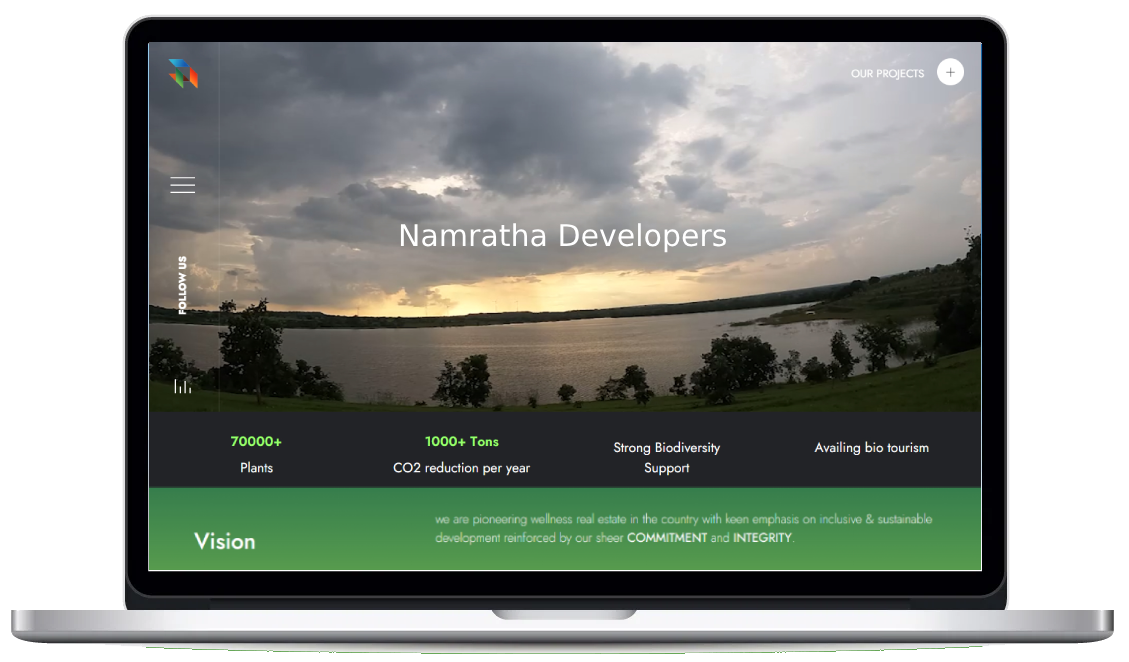 OUR PROJECTS
Namratha Developers
FOLLOW US
70000+
Plants
1000+ Tons
CO2 reduction per year
Strong Biodiversity
Support
Availing bio tourism
Vision
we are pioneering wellness real estate in the country with keen emphasis on inclusive & sustainable
development reinforced by our sheer COMMITMENT and INTEGRITY.